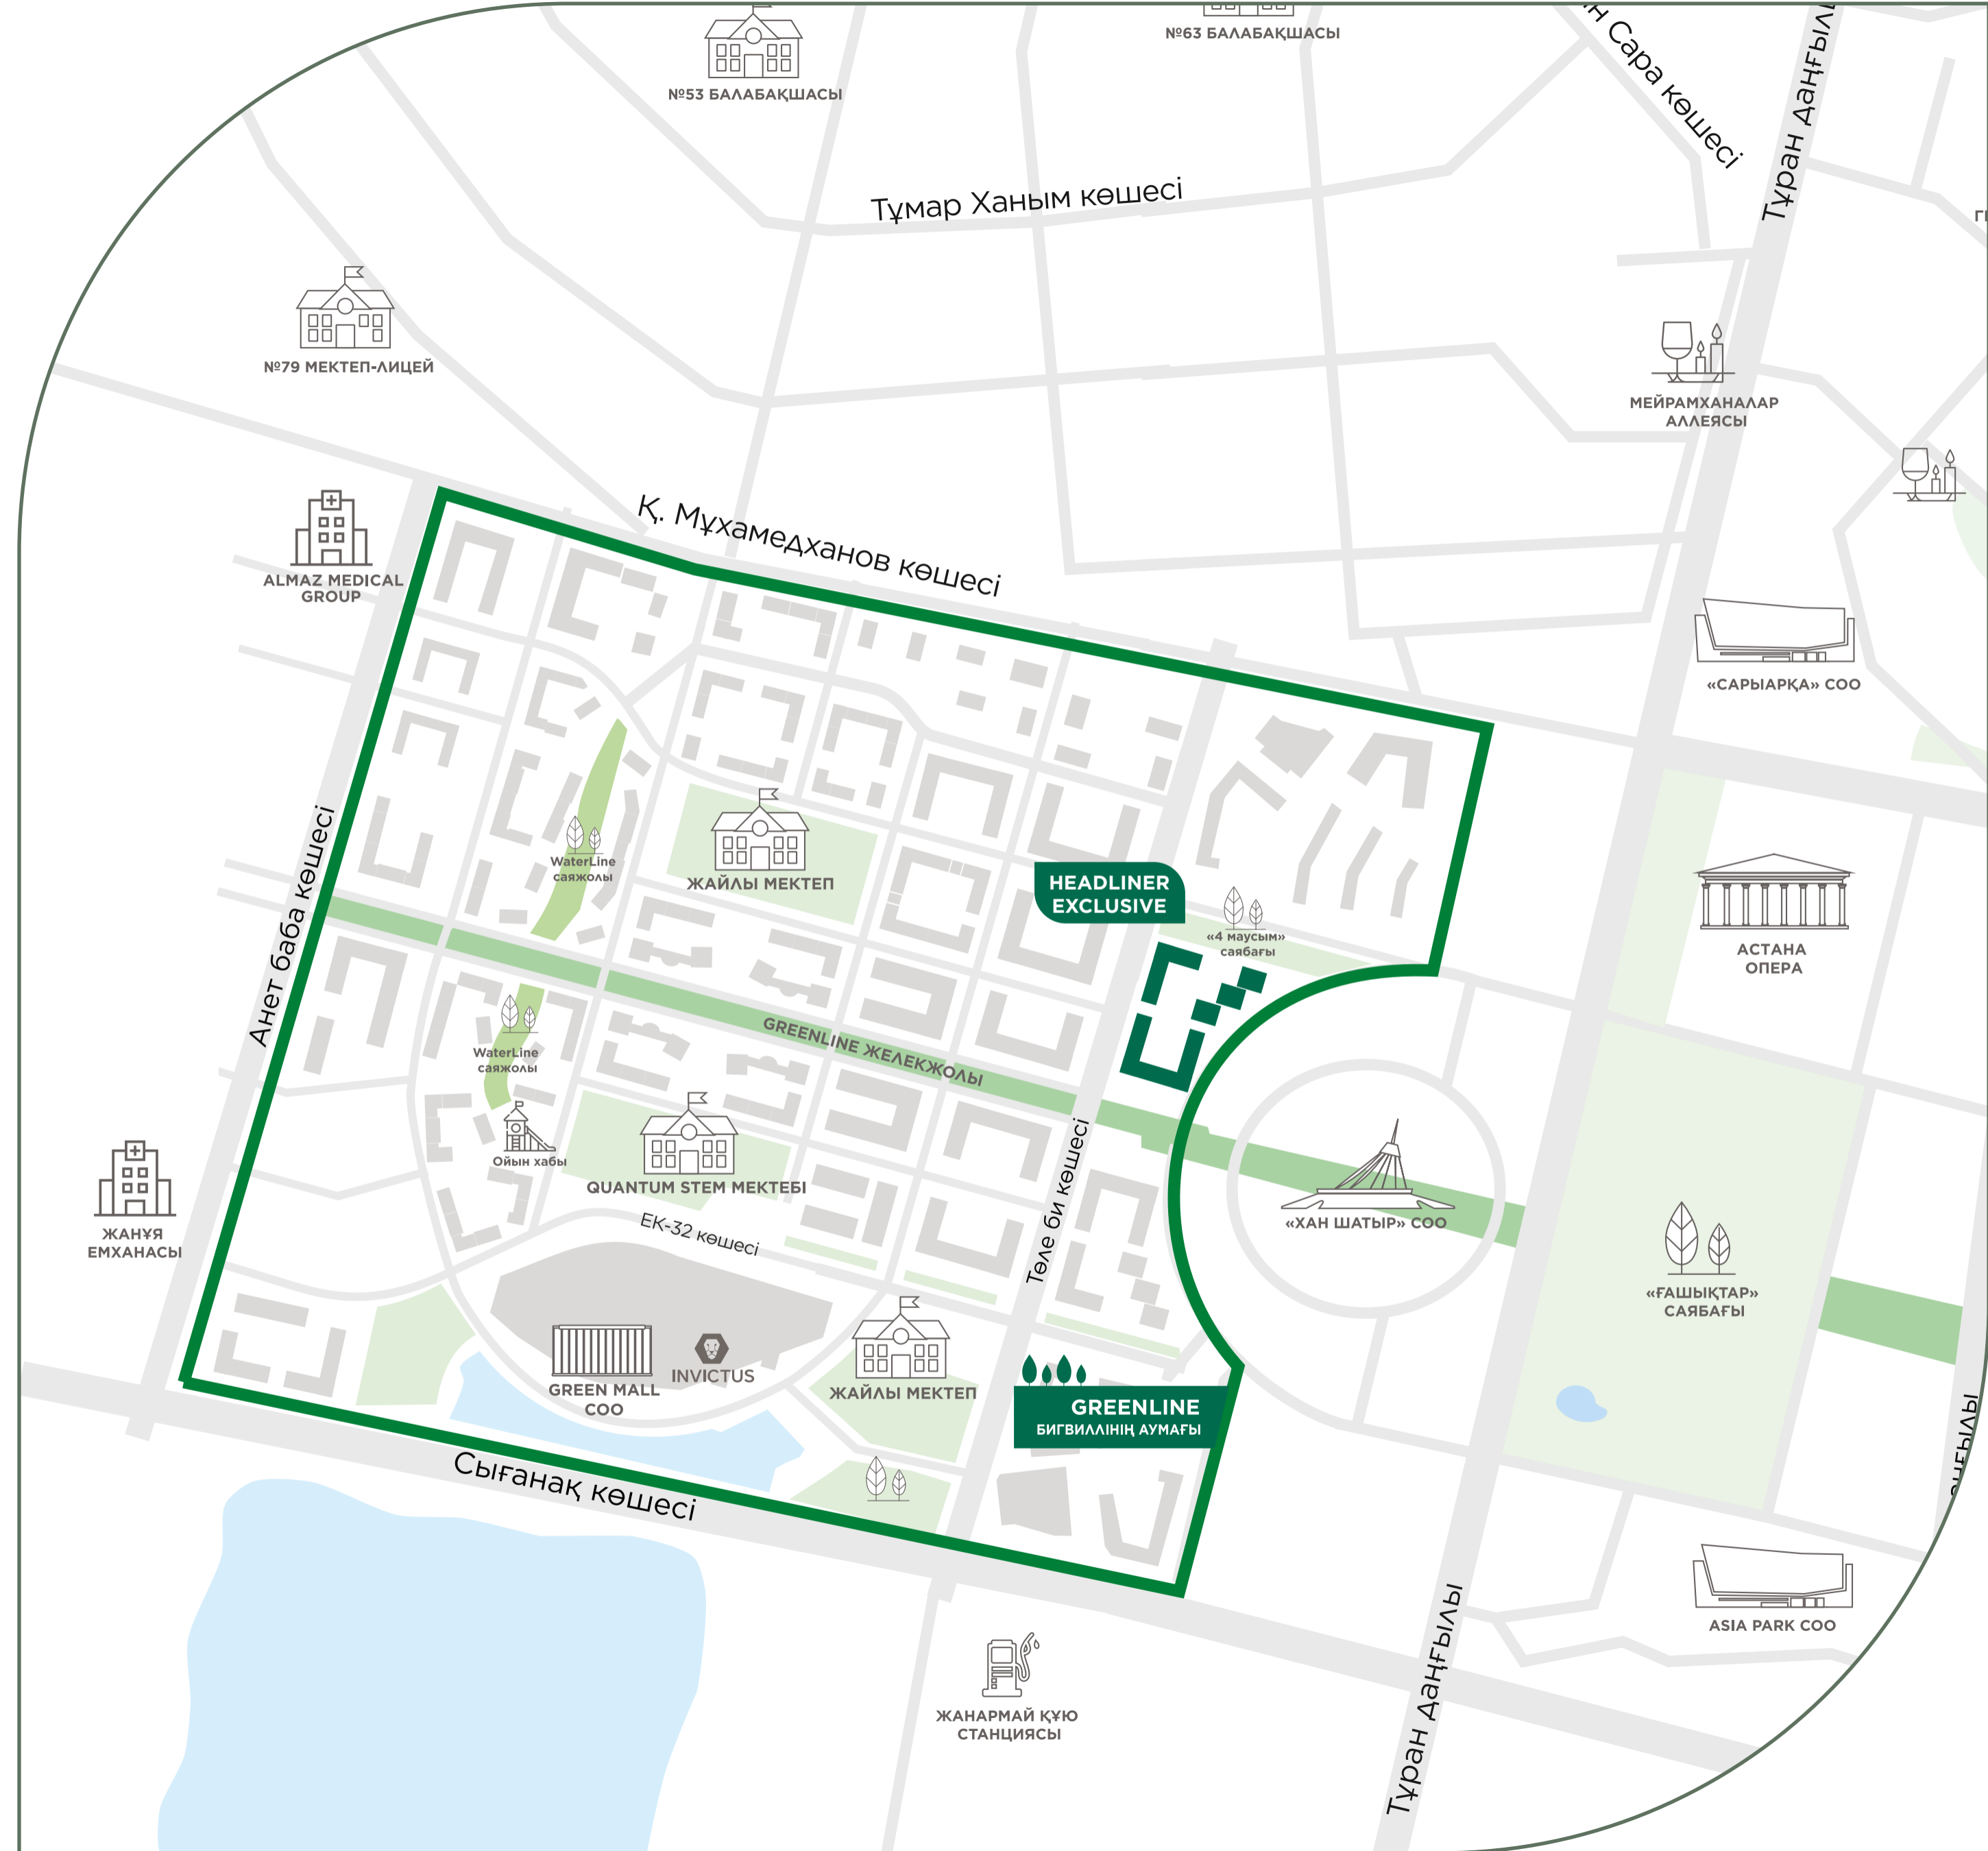 №53 БАЛАБАҚШАСЫ
№63 БАЛАБАҚШАСЫ
Сара көшесі
Тұран даңғылы
Тұмар Ханым көшесі
№79 МЕКТЕП-ЛИЦЕЙ
МЕЙРАМХАНАЛАР
АЛЛЕЯСЫ
ALMAZ MEDICAL
GROUP
Қ. Мұхамедханов көшесі
«САРЫАРҚА» СОО
Анет баба көшесі
WaterLine
саяжолы
ЖАЙЛЫ МЕКТЕП
HEADLINER
EXCLUSIVE
«4 маусым»
саябағы
АСТАНА
ОПЕРА
GREENLINE ЖЕЛЕКЖОЛЫ
WaterLine
саяжолы
Ойын хабы
QUANTUM STEM МЕКТЕБІ
ЕК-32 көшесі
Төле би көшесі
«ХАН ШАТЫР» СОО
ЖАНҰЯ
ЕМХАНАСЫ
«ҒАШЫҚТАР»
САЯБАҒЫ
GREEN MALL
СОО
INVICTUS
ЖАЙЛЫ МЕКТЕП
GREENLINE
БИГВИЛЛІНІҢ АУМАҒЫ
Сығанақ көшесі
ЖАНАРМАЙ ҚҰЮ
СТАНЦИЯСЫ
Тұран даңғылы
ASIA PARK СОО